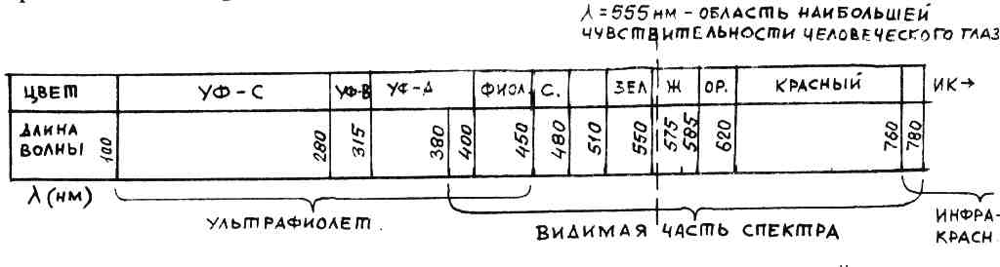 λ = 555 нм - ОБЛАСТЬ НАИБОЛЬШЕЙ
ЧУВСТВИТЕЛЬНОСТИ ЧЕЛОВЕЧЕСКОГО ГЛАЗ
ЦВЕТ УФ-С УФ-В УФ-А ФИОЛ. С. ЗЕЛ Ж ОР. КРАСНЫЙ ИК→
ДЛИНА
ВОЛНЫ 100 280 315 380 400 450 480 510 550 575 585 620 760 780
λ (нм)
УЛЬТРАФИОЛЕТ.
ВИДИМАЯ ЧАСТЬ СПЕКТРА
ИНФРА-
КРАСН.